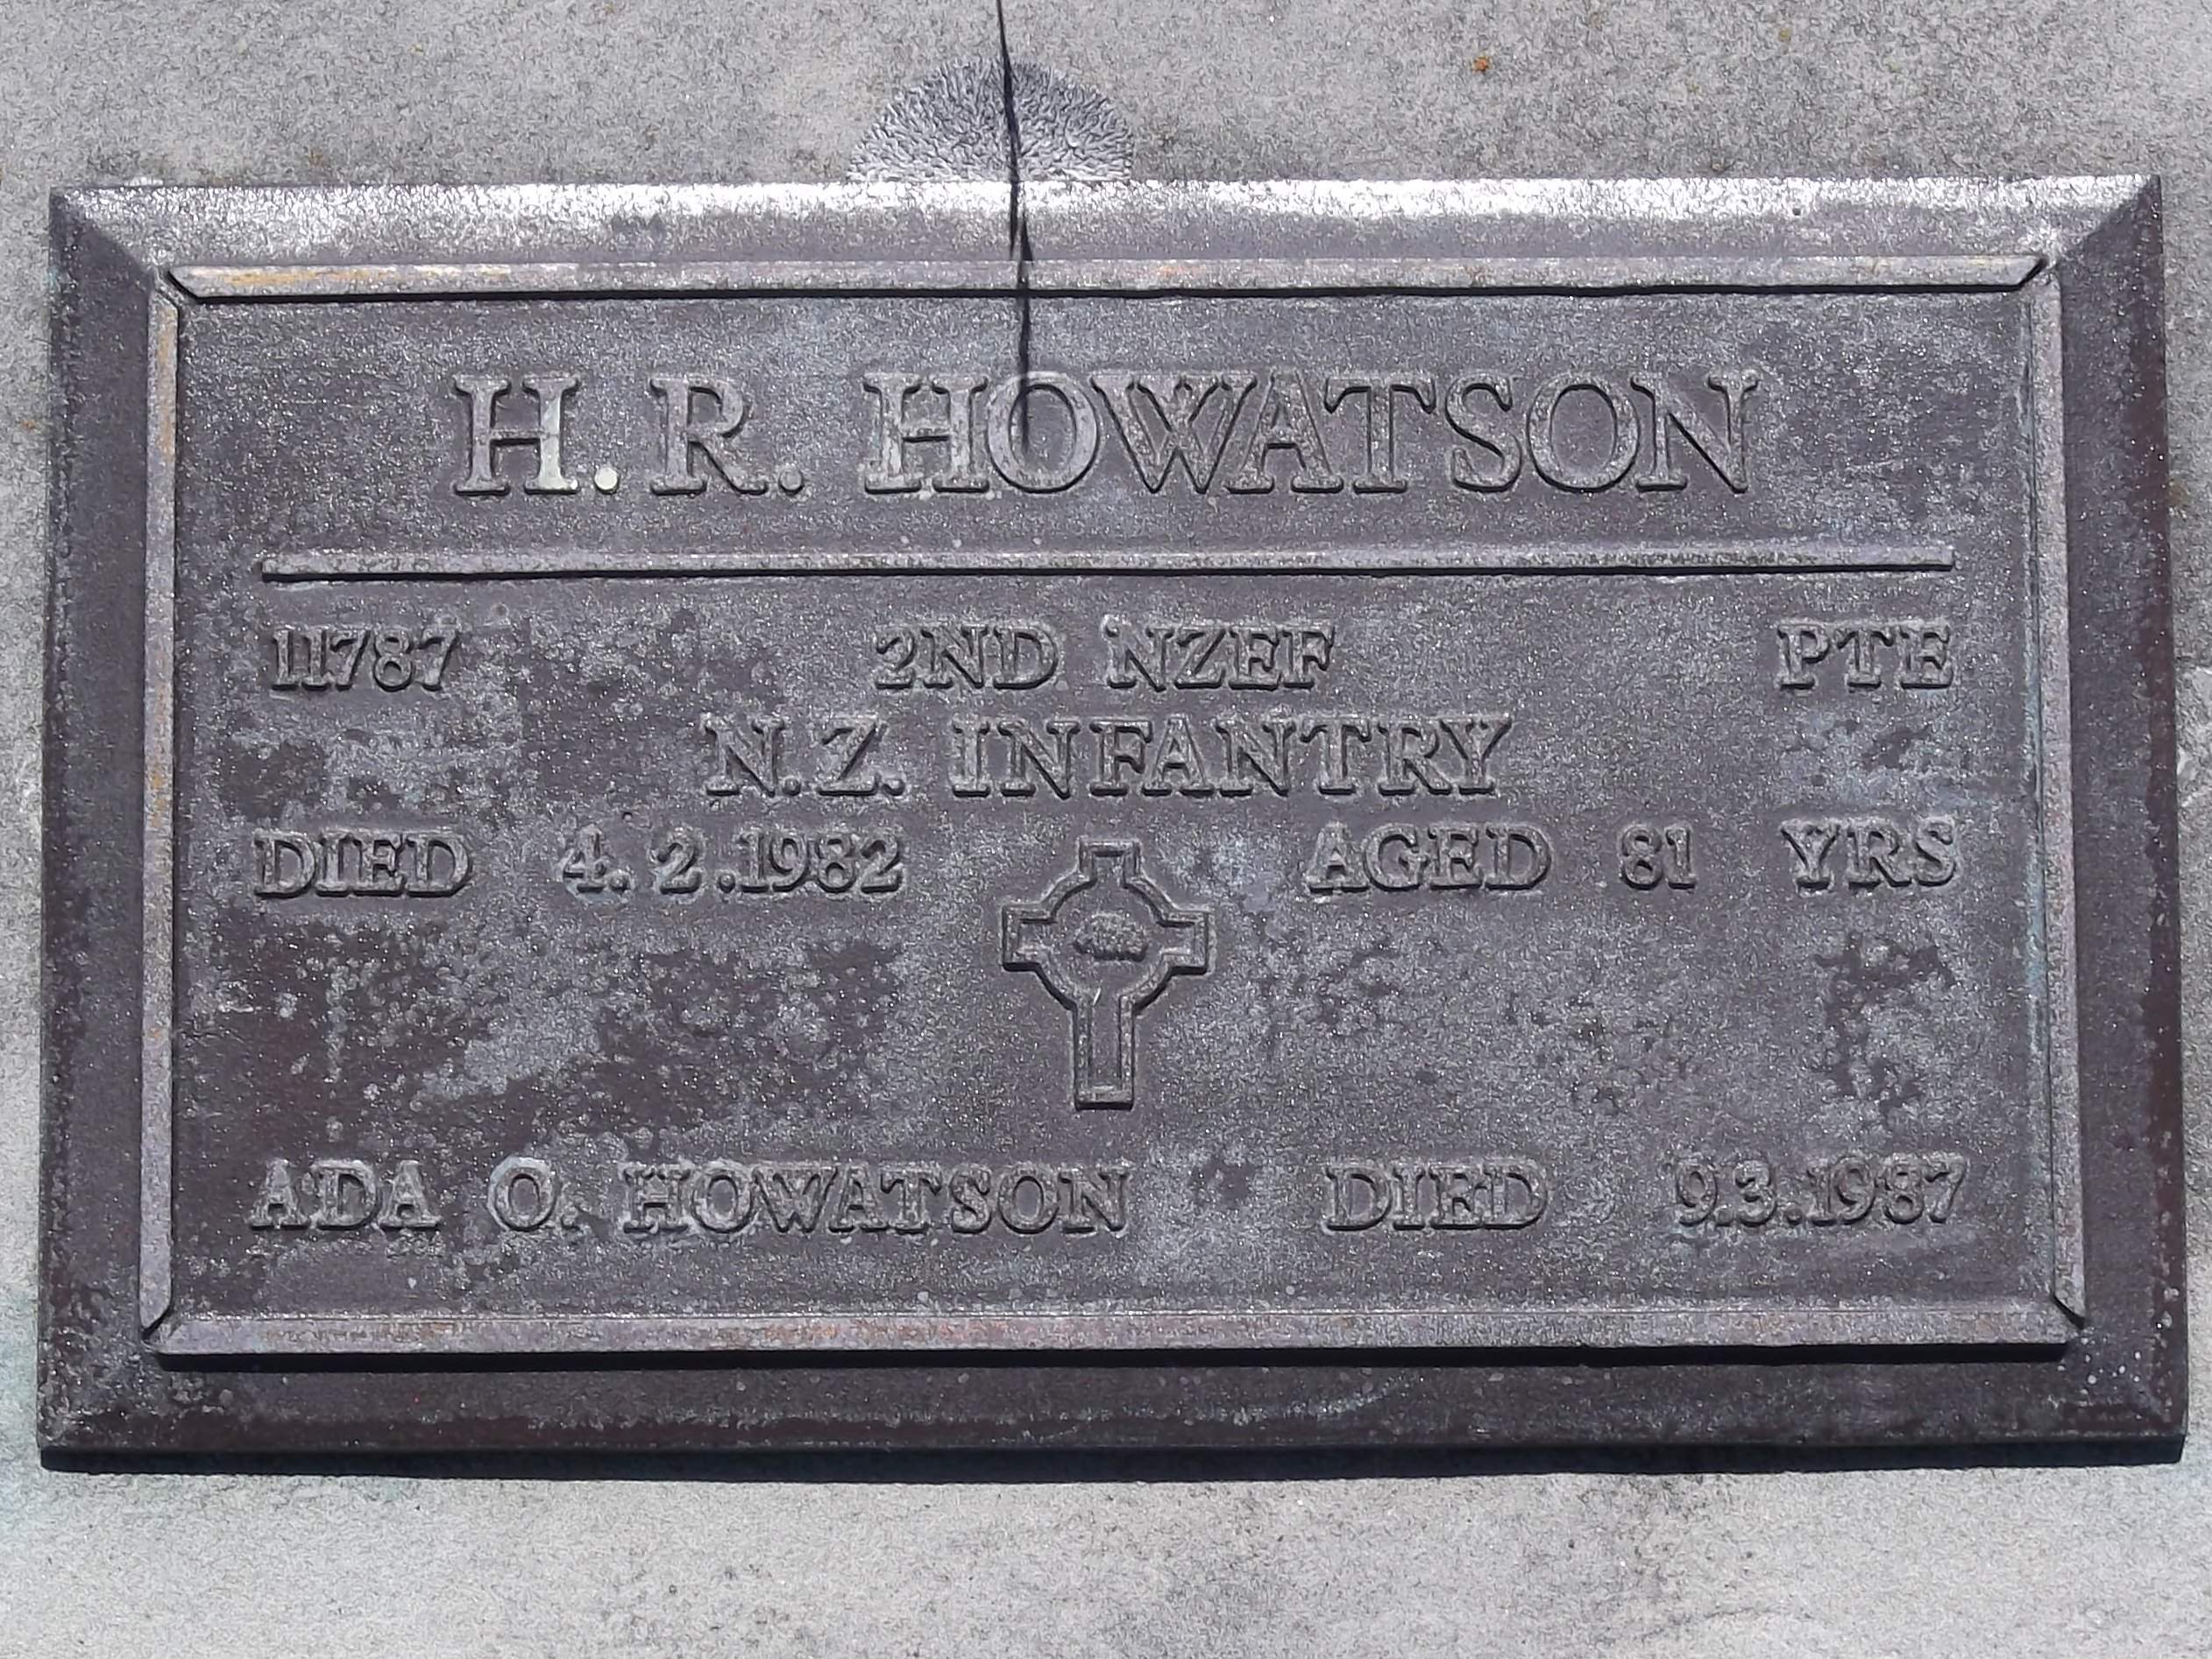 H. R. HOWATSON
11787 2ND NZEF PTE
N.Z. INFANTRY
DIED 4. 2. 1982 AGED 81 YRS
ADA O. HOWATSON DIED 9.3.1987